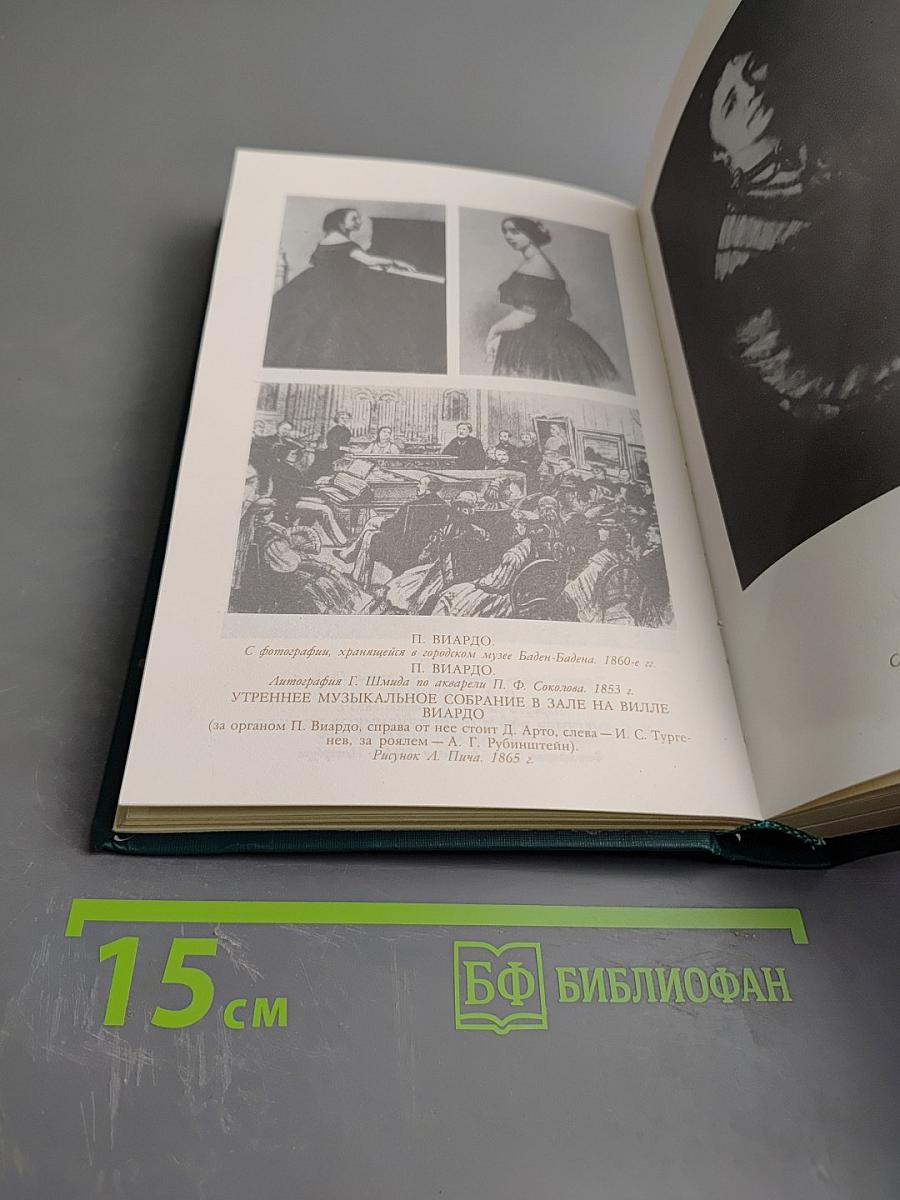 П. ВИАРДО.
С фотографии, хранящейся в городском музее Баден-Бадена. 1860-е гг.
П. ВИАРДО.
Литография Г. Шмида по акварели П. Ф. Соколова. 1853 г.
УТРЕННЕЕ МУЗЫКАЛЬНОЕ СОБРАНИЕ В ЗАЛЕ НА ВИЛЛЕ
ВИАРДО
(за органом П. Виардо, справа от нее стоит Д. Арто, слева — И. С. Турге-
нев, за роялем — А. Г. Рубинштейн).
Рисунок Л. Пича. 1865 г.
15 см
БФ БИБЛИОФАН